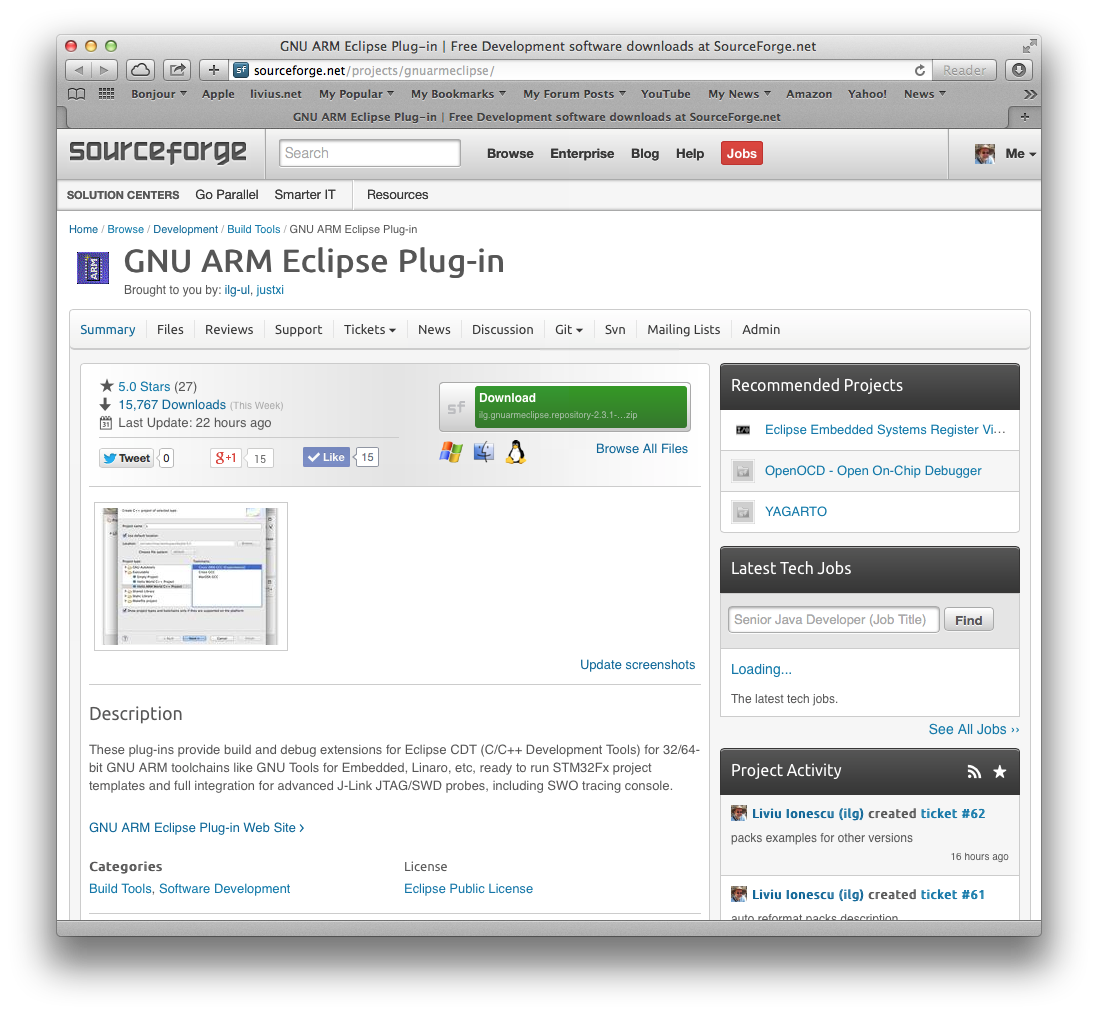 GNU ARM Eclipse Plug-in | Free Development software downloads at SourceForge.net
sourceforge.net/projects/gnuarmeclipse/
Reader
Bonjour Apple livius.net My Popular My Bookmarks My Forum Posts YouTube My News Amazon Yahoo! News
GNU ARM Eclipse Plug-in | Free Development software downloads at SourceForge.net
sourceforge
Search
Browse Enterprise Blog Help Jobs
Me
SOLUTION CENTERS Go Parallel Smarter IT Resources
Home / Browse / Development / Build Tools / GNU ARM Eclipse Plug-in
ARM
GNU ARM Eclipse Plug-in
Brought to you by: ilg-ul, justxi
Summary Files Reviews Support Tickets News Discussion Git Svn Mailing Lists Admin
5.0 Stars (27)
15,767 Downloads (This Week)
Last Update: 22 hours ago
Tweet 0
g+1 15
Like 15
sf
Download
ilg.gnuarmeclipse.repository-2.3.1-...zip
Browse All Files
Update screenshots
Description
These plug-ins provide build and debug extensions for Eclipse CDT (C/C++ Development Tools) for 32/64-
bit GNU ARM toolchains like GNU Tools for Embedded, Linaro, etc, ready to run STM32Fx project
templates and full integration for advanced J-Link JTAG/SWD probes, including SWO tracing console.
GNU ARM Eclipse Plug-in Web Site ›
Categories
Build Tools, Software Development
License
Eclipse Public License
Recommended Projects
Eclipse Embedded Systems Register Vi...
OpenOCD - Open On-Chip Debugger
YAGARTO
Latest Tech Jobs
Senior Java Developer (Job Title)
Find
Loading...
The latest tech jobs.
See All Jobs ››
Project Activity
Liviu Ionescu (ilg) created ticket #62
packs examples for other versions
16 hours ago
Liviu Ionescu (ilg) created ticket #61
auto reformat packs description